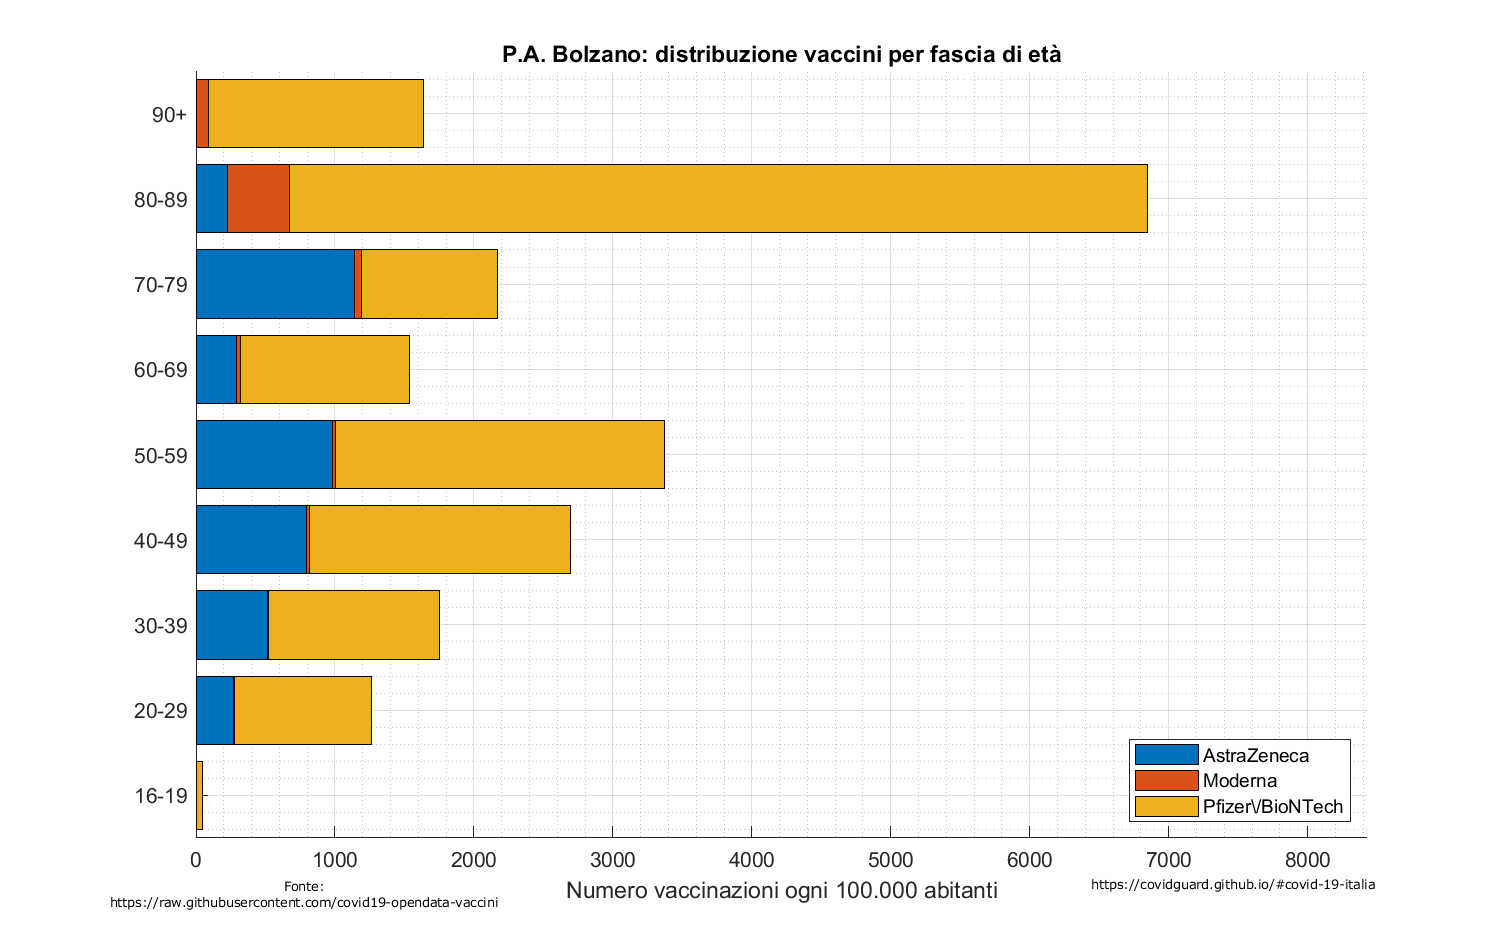 P.A. Bolzano: distribuzione vaccini per fascia di età
90+
80-89
70-79
60-69
50-59
40-49
30-39
20-29
16-19
AstraZeneca
Moderna
Pfizer\/BioNTech
0 1000 2000 3000 4000 5000 6000 7000 8000
Numero vaccinazioni ogni 100.000 abitanti
Fonte:
https://raw.githubusercontent.com/covid19-opendata-vaccini
https://covidguard.github.io/#covid-19-italia